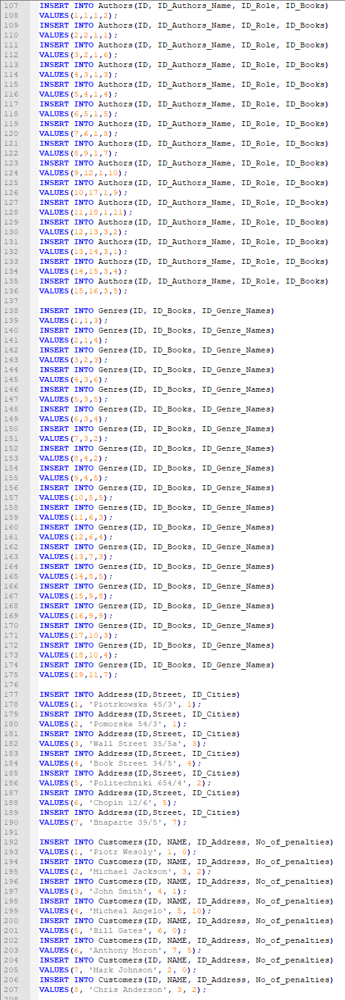 107 INSERT INTO Authors(ID, ID_Authors_Name, ID_Role, ID_Books)
108 VALUES(1,1,1,2);
109 INSERT INTO Authors(ID, ID_Authors_Name, ID_Role, ID_Books)
110 VALUES(2,2,1,1);
111 INSERT INTO Authors(ID, ID_Authors_Name, ID_Role, ID_Books)
112 VALUES(3,2,1,6);
113 INSERT INTO Authors(ID, ID_Authors_Name, ID_Role, ID_Books)
114 VALUES(4,3,1,3);
115 INSERT INTO Authors(ID, ID_Authors_Name, ID_Role, ID_Books)
116 VALUES(5,4,1,4);
117 INSERT INTO Authors(ID, ID_Authors_Name, ID_Role, ID_Books)
118 VALUES(6,5,1,5);
119 INSERT INTO Authors(ID, ID_Authors_Name, ID_Role, ID_Books)
120 VALUES(7,6,1,8);
121 INSERT INTO Authors(ID, ID_Authors_Name, ID_Role, ID_Books)
122 VALUES(8,9,1,7);
123 INSERT INTO Authors(ID, ID_Authors_Name, ID_Role, ID_Books)
124 VALUES(9,12,1,10);
125 INSERT INTO Authors(ID, ID_Authors_Name, ID_Role, ID_Books)
126 VALUES(10,17,1,9);
127 INSERT INTO Authors(ID, ID_Authors_Name, ID_Role, ID_Books)
128 VALUES(11,18,1,11);
129 INSERT INTO Authors(ID, ID_Authors_Name, ID_Role, ID_Books)
130 VALUES(12,13,3,2);
131 INSERT INTO Authors(ID, ID_Authors_Name, ID_Role, ID_Books)
132 VALUES(13,14,3,1);
133 INSERT INTO Authors(ID, ID_Authors_Name, ID_Role, ID_Books)
134 VALUES(14,15,3,4);
135 INSERT INTO Authors(ID, ID_Authors_Name, ID_Role, ID_Books)
136 VALUES(15,16,3,5);
137
138 INSERT INTO Genres(ID, ID_Books, ID_Genre_Names)
139 VALUES(1,1,3);
140 INSERT INTO Genres(ID, ID_Books, ID_Genre_Names)
141 VALUES(2,1,4);
142 INSERT INTO Genres(ID, ID_Books, ID_Genre_Names)
143 VALUES(3,2,3);
144 INSERT INTO Genres(ID, ID_Books, ID_Genre_Names)
145 VALUES(4,3,6);
146 INSERT INTO Genres(ID, ID_Books, ID_Genre_Names)
147 VALUES(5,3,5);
148 INSERT INTO Genres(ID, ID_Books, ID_Genre_Names)
149 VALUES(6,3,4);
150 INSERT INTO Genres(ID, ID_Books, ID_Genre_Names)
151 VALUES(7,3,2);
152 INSERT INTO Genres(ID, ID_Books, ID_Genre_Names)
153 VALUES(8,4,2);
154 INSERT INTO Genres(ID, ID_Books, ID_Genre_Names)
155 VALUES(9,4,5);
156 INSERT INTO Genres(ID, ID_Books, ID_Genre_Names)
157 VALUES(10,5,5);
158 INSERT INTO Genres(ID, ID_Books, ID_Genre_Names)
159 VALUES(11,6,3);
160 INSERT INTO Genres(ID, ID_Books, ID_Genre_Names)
161 VALUES(12,6,4);
162 INSERT INTO Genres(ID, ID_Books, ID_Genre_Names)
163 VALUES(13,7,3);
164 INSERT INTO Genres(ID, ID_Books, ID_Genre_Names)
165 VALUES(14,8,5);
166 INSERT INTO Genres(ID, ID_Books, ID_Genre_Names)
167 VALUES(15,9,8);
168 INSERT INTO Genres(ID, ID_Books, ID_Genre_Names)
169 VALUES(16,9,9);
170 INSERT INTO Genres(ID, ID_Books, ID_Genre_Names)
171 VALUES(17,10,3);
172 INSERT INTO Genres(ID, ID_Books, ID_Genre_Names)
173 VALUES(18,10,4);
174 INSERT INTO Genres(ID, ID_Books, ID_Genre_Names)
175 VALUES(19,11,7);
176
177 INSERT INTO Address(ID,Street, ID_Cities)
178 VALUES(1, 'Piotrkowska 45/3', 1);
179 INSERT INTO Address(ID,Street, ID_Cities)
180 VALUES(2, 'Pomorska 54/3', 1);
181 INSERT INTO Address(ID,Street, ID_Cities)
182 VALUES(3, 'Wall Street 35/5a', 3);
183 INSERT INTO Address(ID,Street, ID_Cities)
184 VALUES(4, 'Book Street 34/5', 4);
185 INSERT INTO Address(ID,Street, ID_Cities)
186 VALUES(5, 'Politechniki 654/4', 2);
187 INSERT INTO Address(ID,Street, ID_Cities)
188 VALUES(6, 'Chopin 12/6', 5);
189 INSERT INTO Address(ID,Street, ID_Cities)
190 VALUES(7, 'Bnaparte 39/5', 7);
191
192 INSERT INTO Customers(ID, NAME, ID_Address, No_of_penalties)
193 VALUES(1, 'Piotr Wesoły', 1, 0);
194 INSERT INTO Customers(ID, NAME, ID_Address, No_of_penalties)
195 VALUES(2, 'Michael Jackson', 3, 2);
196 INSERT INTO Customers(ID, NAME, ID_Address, No_of_penalties)
197 VALUES(3, 'John Smith', 4, 1);
198 INSERT INTO Customers(ID, NAME, ID_Address, No_of_penalties)
199 VALUES(4, 'Micheal Angelo', 5, 10);
200 INSERT INTO Customers(ID, NAME, ID_Address, No_of_penalties)
201 VALUES(5, 'Bill Gates', 6, 0);
202 INSERT INTO Customers(ID, NAME, ID_Address, No_of_penalties)
203 VALUES(6, 'Anthony Moron', 7, 5);
204 INSERT INTO Customers(ID, NAME, ID_Address, No_of_penalties)
205 VALUES(7, 'Mark Johnson', 2, 0);
206 INSERT INTO Customers(ID, NAME, ID_Address, No_of_penalties)
207 VALUES(8, 'Chris Anderson', 3, 2);
208